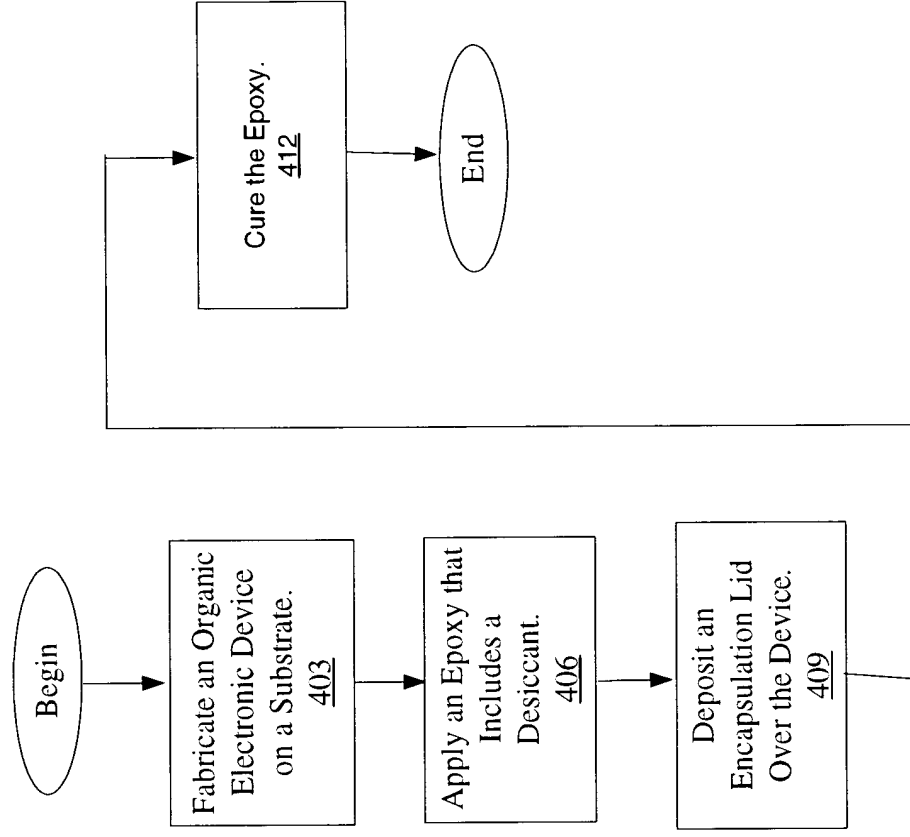 Begin
Fabricate an Organic
Electronic Device
on a Substrate.
403
Apply an Epoxy that
Includes a
Desiccant.
406
Deposit an
Encapsulation Lid
Over the Device.
409
Cure the Epoxy.
412
End